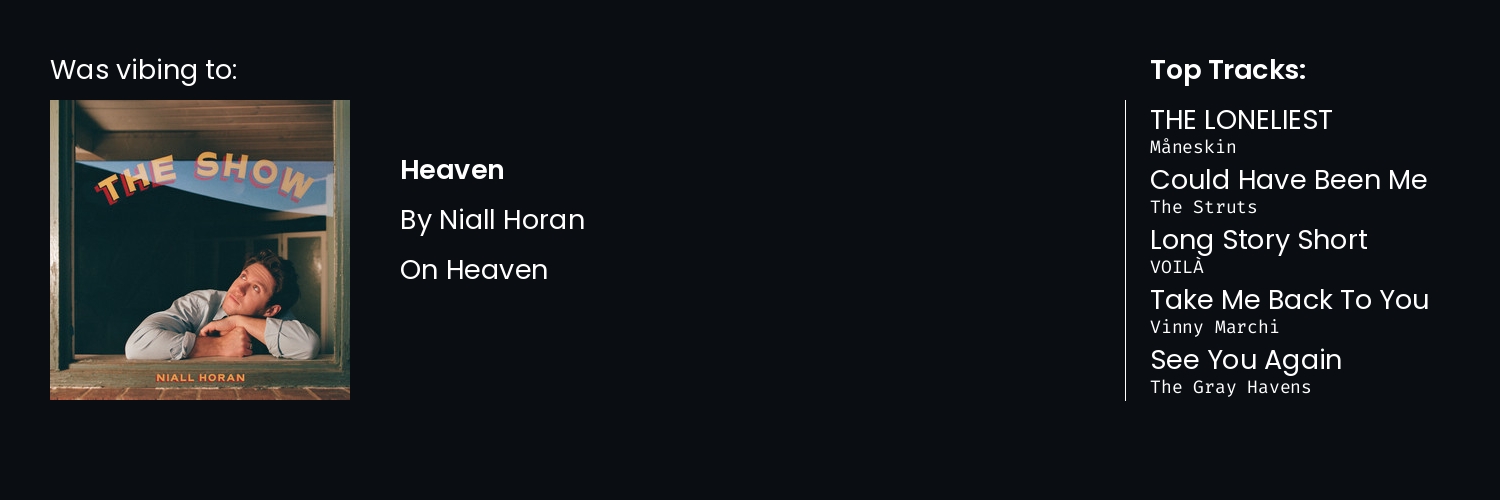 Was vibing to:
THE SHOW
NIALL HORAN
Heaven
By Niall Horan
On Heaven
Top Tracks:
THE LONELIEST
Måneskin
Could Have Been Me
The Struts
Long Story Short
VOILÀ
Take Me Back To You
Vinny Marchi
See You Again
The Gray Havens